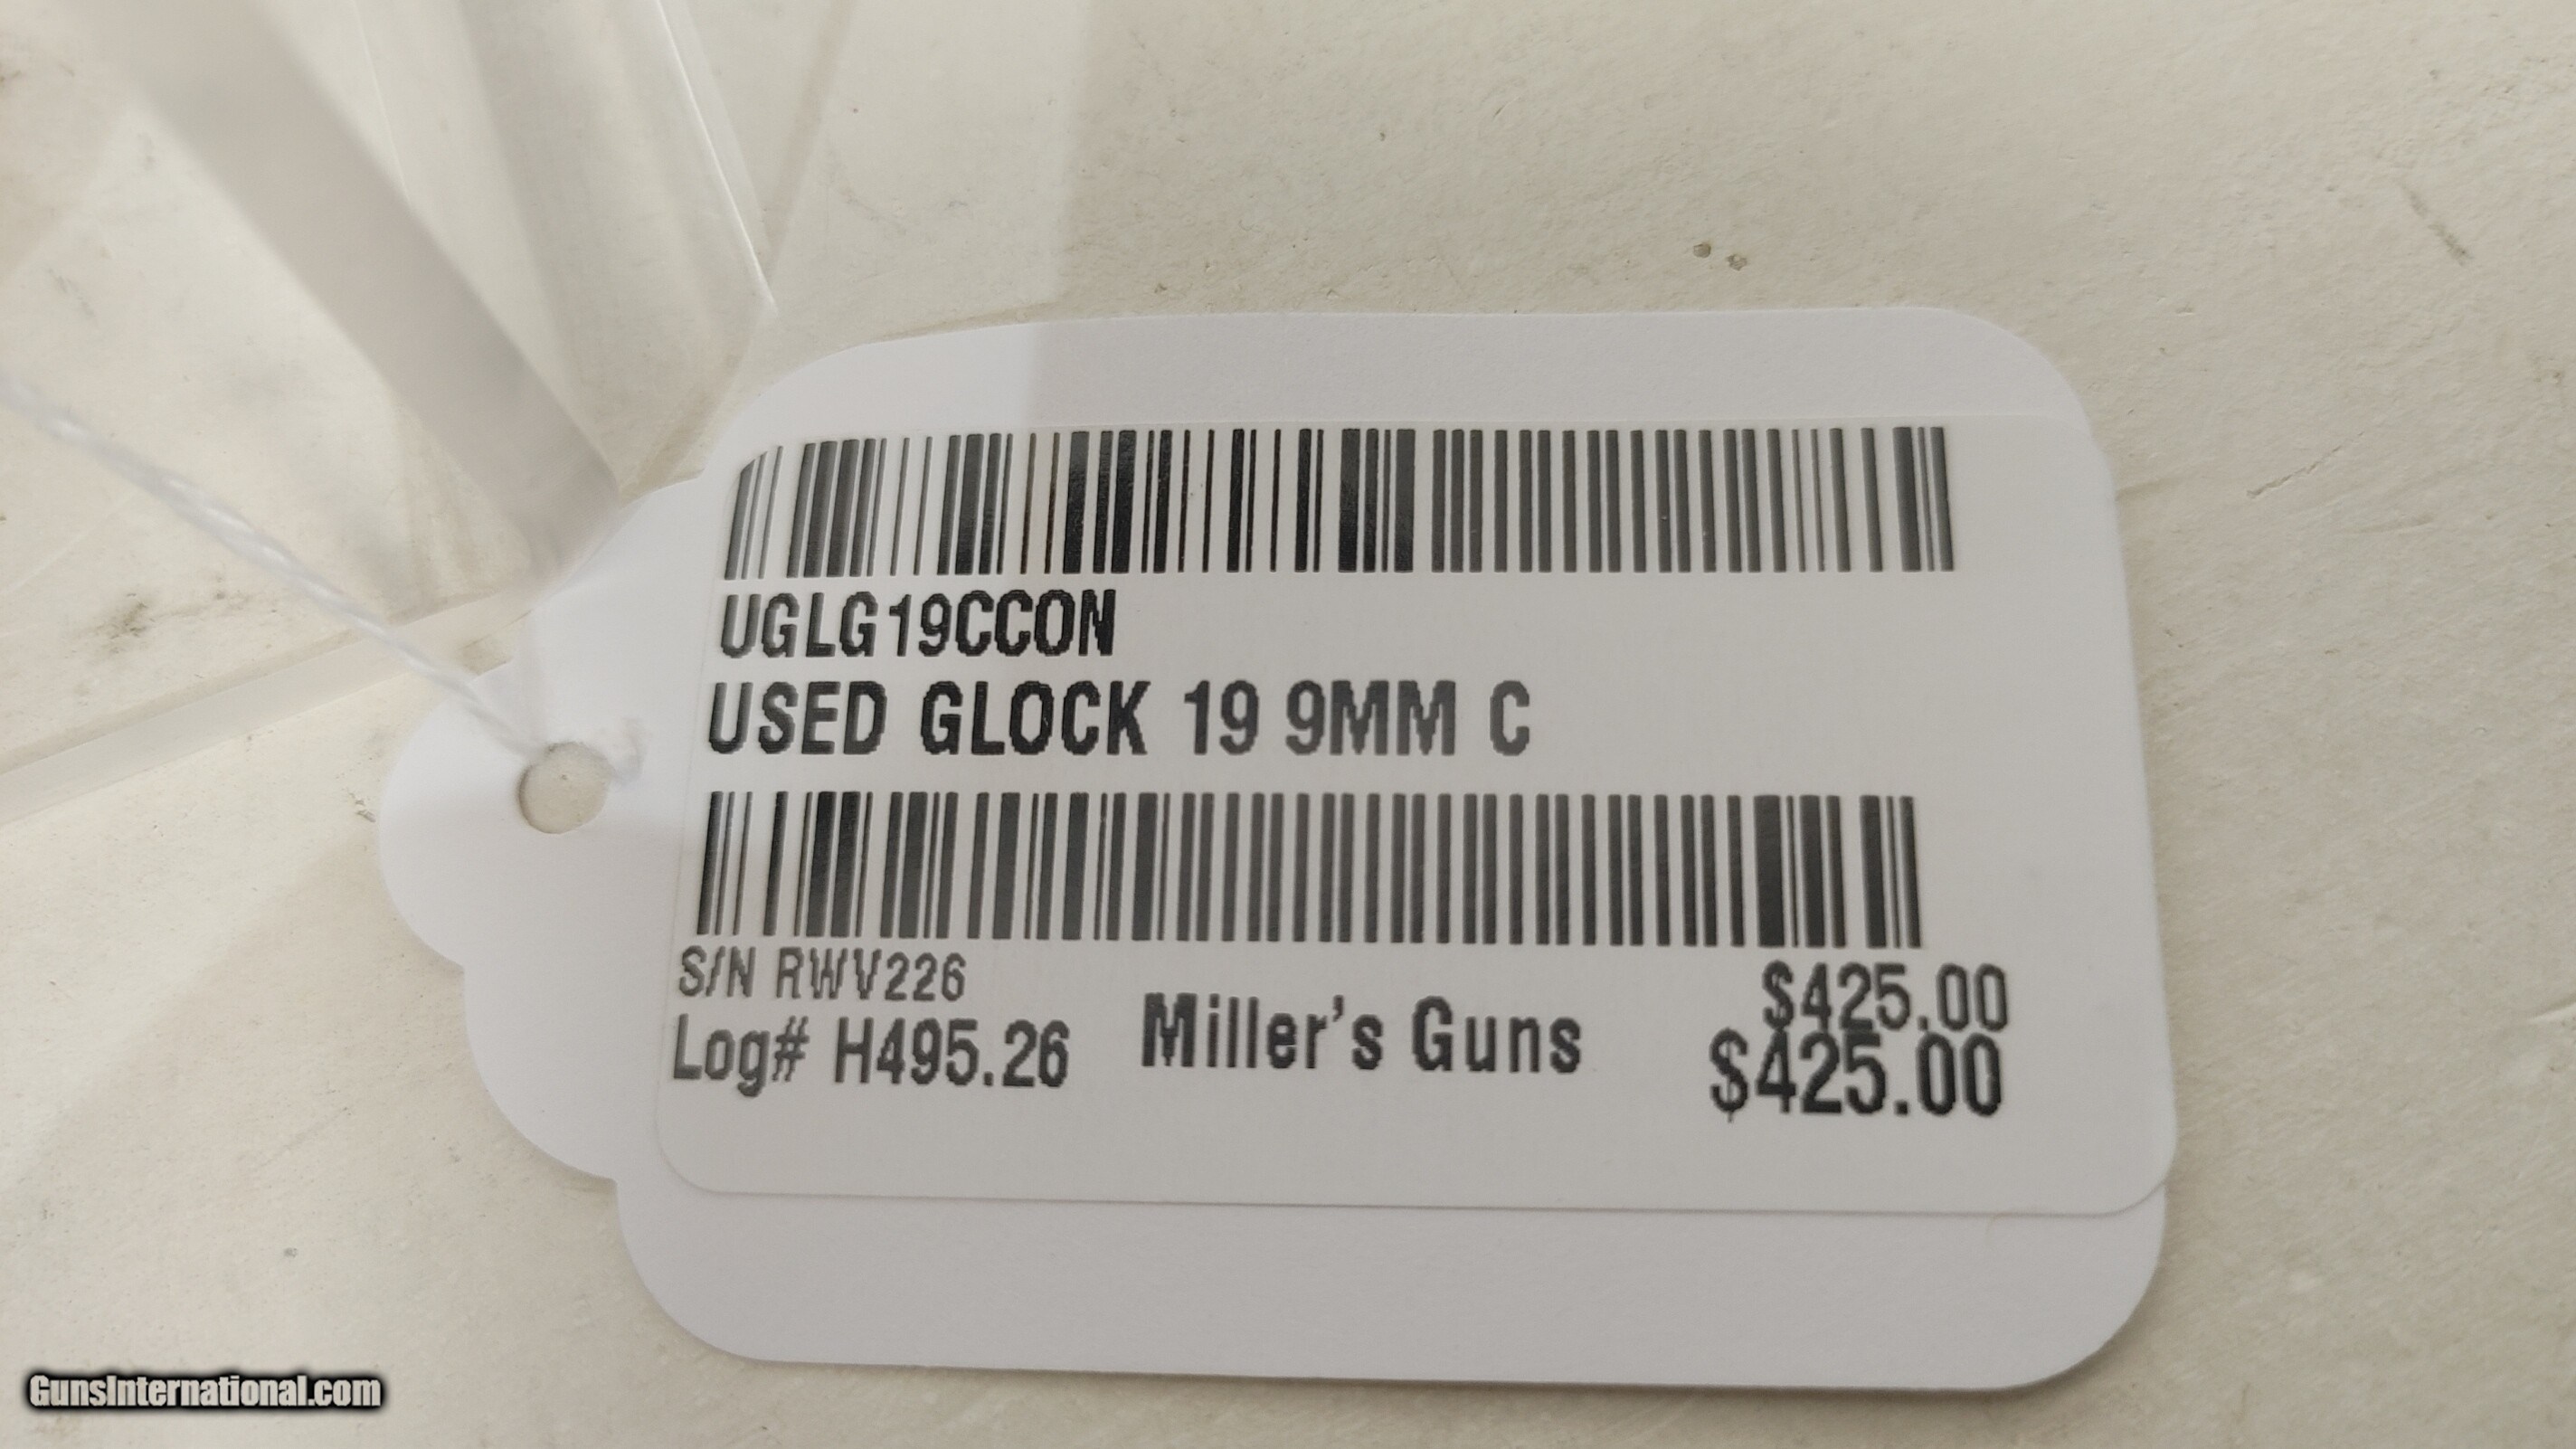 UGLG19CCON
USED GLOCK 19 9MM C
S/N RWV226
Log# H495.26
Miller's Guns
$425.00
$425.00
GunsInternational.com